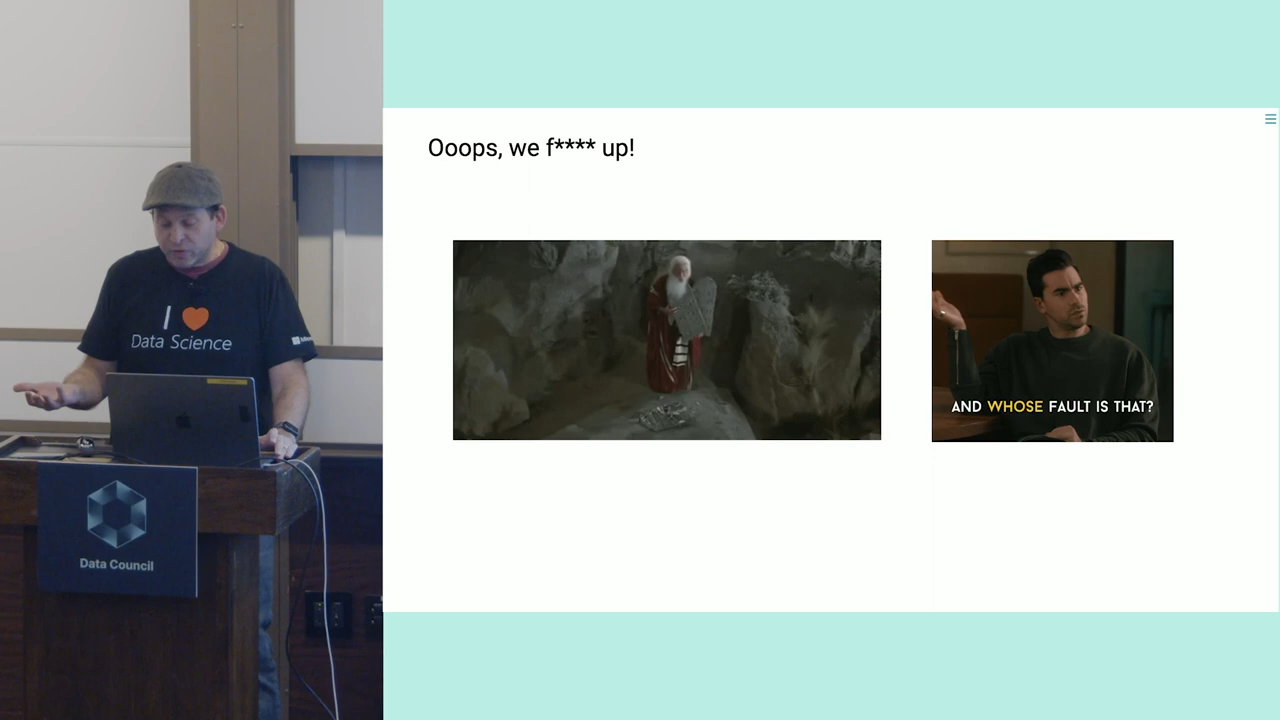 I
Data Science
Data Council
Ooops, we f**** up!
AND WHOSE FAULT IS THAT?